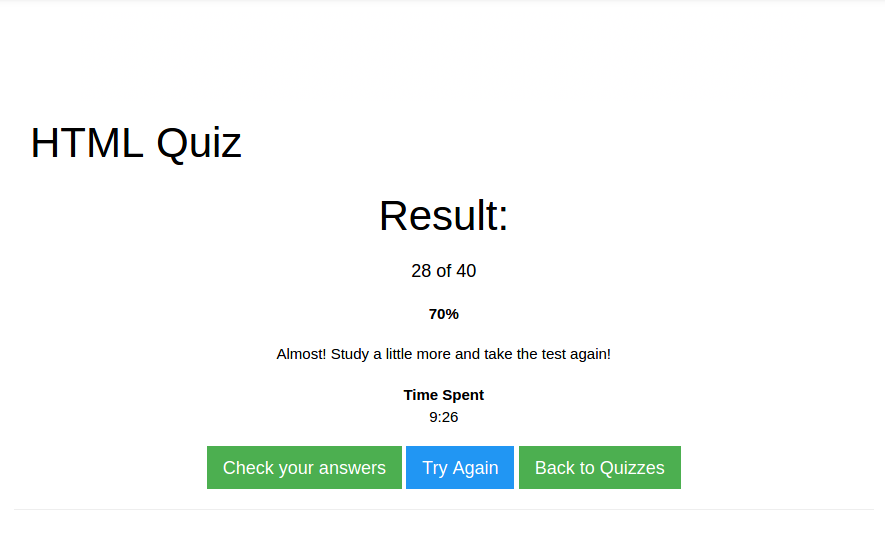 HTML Quiz
Result:
28 of 40
70%
Almost! Study a little more and take the test again!
Time Spent
9:26
Check your answers Try Again Back to Quizzes